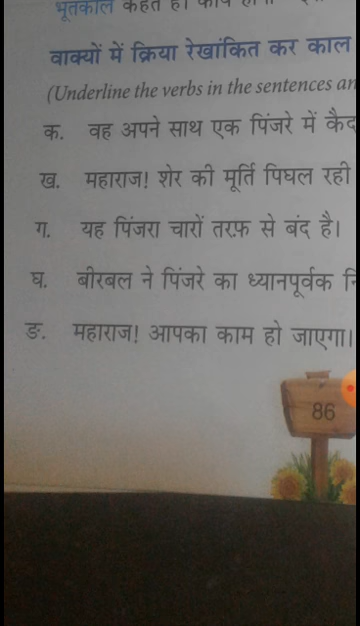 भूतकाल कहते हैं। कार्य
वाक्यों में क्रिया रेखांकित कर काल
(Underline the verbs in the sentences an
क. वह अपने साथ एक पिंजरे में कैद
ख. महाराज! शेर की मूर्ति पिघल रही
ग. यह पिंजरा चारों तरफ़ से बंद है।
घ. बीरबल ने पिंजरे का ध्यानपूर्वक नि
ङ. महाराज! आपका काम हो जाएगा।
86